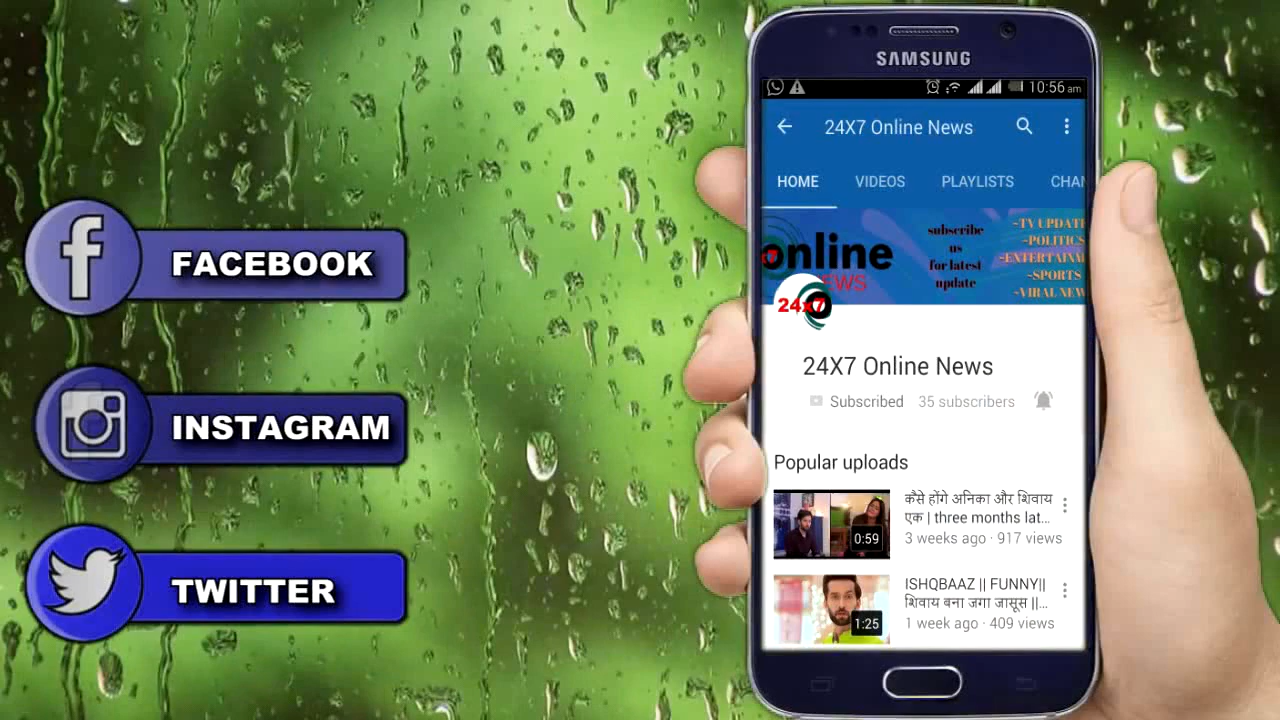 FACEBOOK
INSTAGRAM
TWITTER
SAMSUNG
10:56 am
24X7 Online News
HOME VIDEOS PLAYLISTS CHAN
online
subscribe
us
for latest
update
~TV UPDATE
~POLITICS
~ENTERTAINM
~SPORTS
~VIRAL NEW
24x7
24X7 Online News
Subscribed 35 subscribers
Popular uploads
कैसे होंगे अनिका और शिवाय
एक | three months lat...
3 weeks ago · 917 views
0:59
ISHQBAAZ || FUNNY||
शिवाय बना जगा जासूस ||...
1 week ago · 409 views
1:25